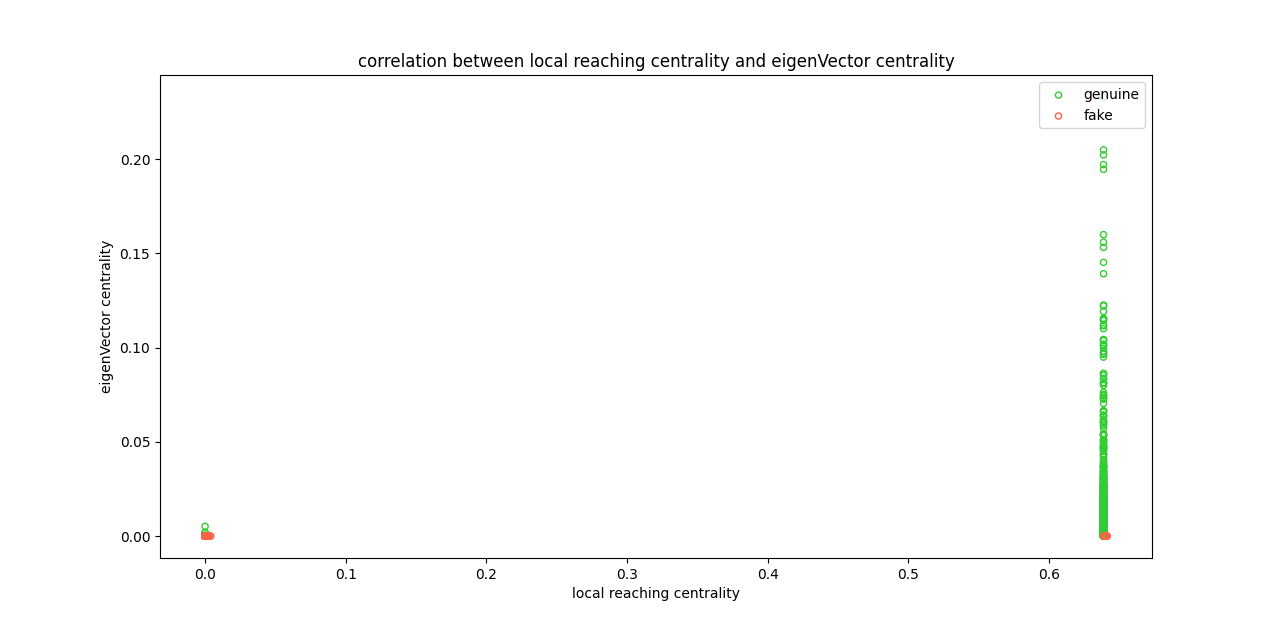 correlation between local reaching centrality and eigenVector centrality
genuine
fake
0.20
0.15
0.10
0.05
0.00
eigenVector centrality
0.0 0.1 0.2 0.3 0.4 0.5 0.6
local reaching centrality